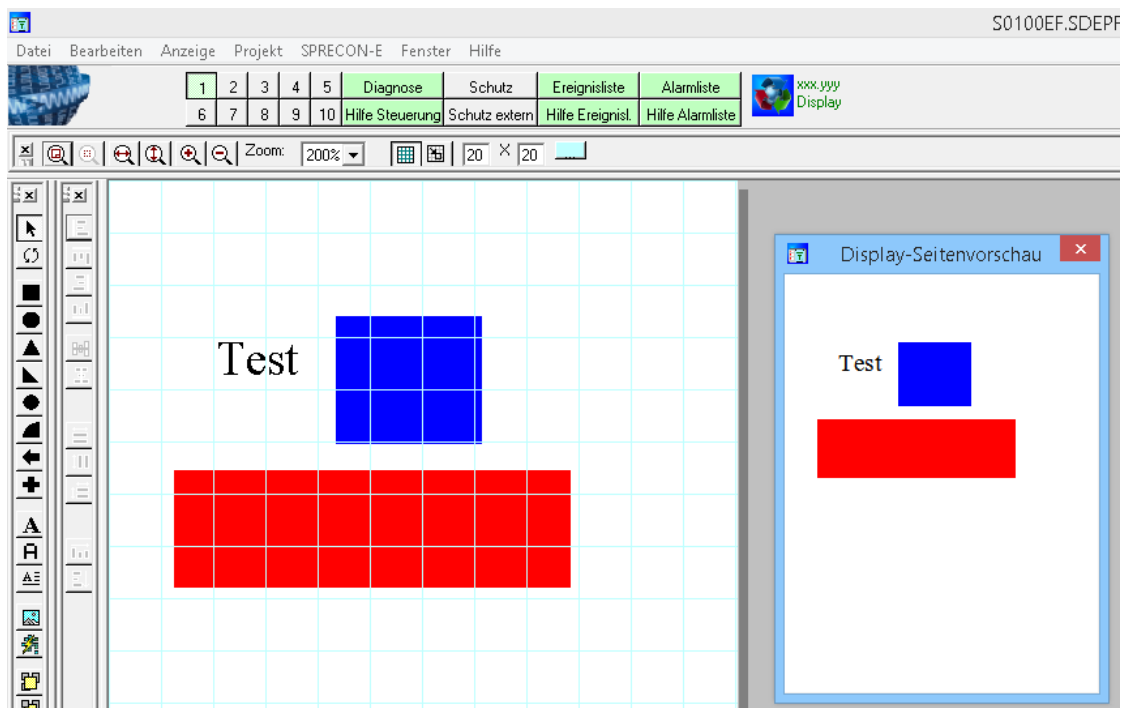 S0100EF.SDEPF
Datei Bearbeiten Anzeige Projekt SPRECON-E Fenster Hilfe
1 2 3 4 5 Diagnose Schutz Ereignisliste Alarmliste
6 7 8 9 10 Hilfe Steuerung Schutz extern Hilfe Ereignisl. Hilfe Alarmliste
xxx.yyy
Display
Zoom: 200% 20 X 20 ....
Display-Seitenvorschau
Test
Test
A
A
A